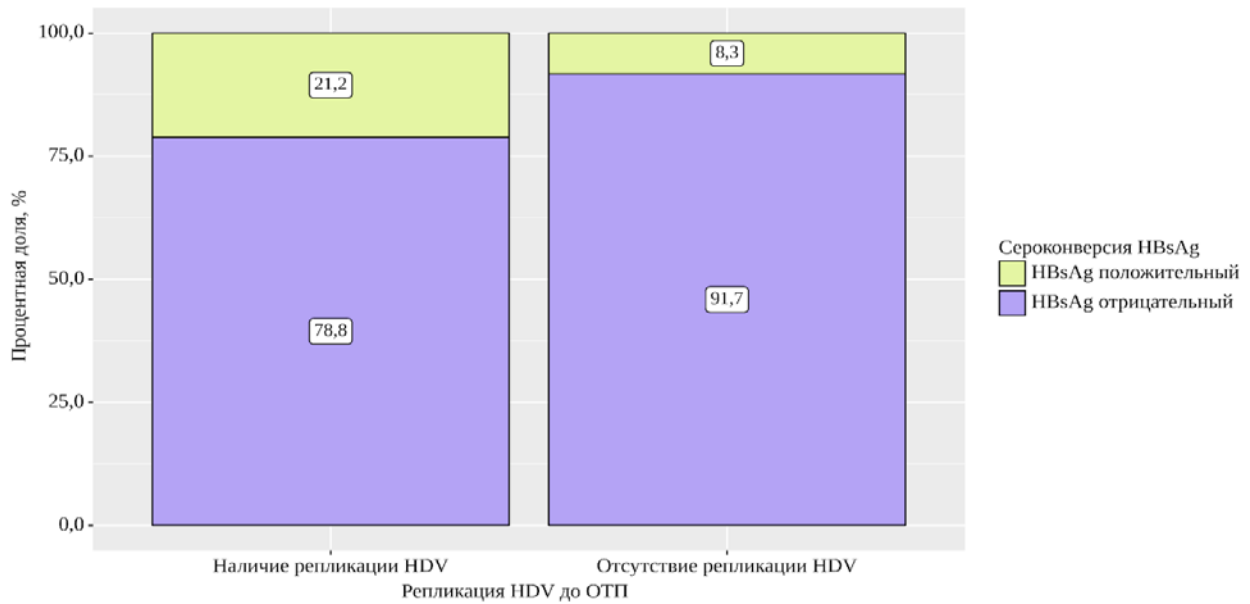 100,0
75,0
50,0
25,0
0,0
Процентная доля, %
21,2
78,8
8,3
91,7
Наличие репликации HDV
Отсутствие репликации HDV
Репликация HDV до ОТП
Сероконверсия HBsAg
HBsAg положительный
HBsAg отрицательный